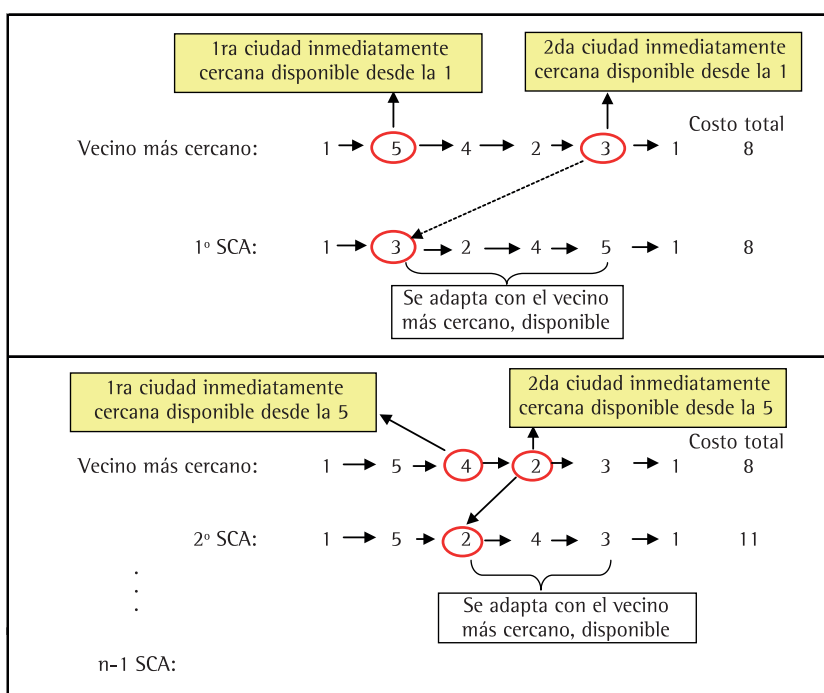 1ra ciudad inmediatamente
cercana disponible desde la 1
2da ciudad inmediatamente
cercana disponible desde la 1
Costo total
Vecino más cercano: 1 5 4 2 3 1 8
1º SCA: 1 3 2 4 5 1 8
Se adapta con el vecino
más cercano, disponible
1ra ciudad inmediatamente
cercana disponible desde la 5
2da ciudad inmediatamente
cercana disponible desde la 5
Costo total
Vecino más cercano: 1 5 4 2 3 1 8
2º SCA: 1 5 2 4 3 1 11
Se adapta con el vecino
más cercano, disponible
n-1 SCA: